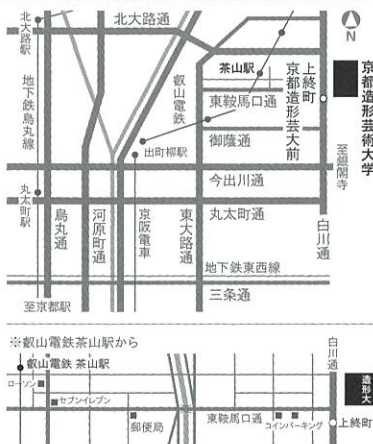 北大路駅
北大路通
N
地下鉄烏丸線
叡山電鉄
茶山駅
東鞍馬口通
上終町
京都造形芸大前
京都造形芸術大学
御蔭通
至銀閣寺
出町柳駅
今出川通
丸太町駅
烏丸通
河原町通
京阪電車
東大路通
丸太町通
白川通
地下鉄東西線
三条通
至京都駅
※叡山電鉄茶山駅から
白川通
叡山電鉄 茶山駅
ローソン
セブンイレブン
造形大
郵便局
東鞍馬口通
コインパーキング
上終町